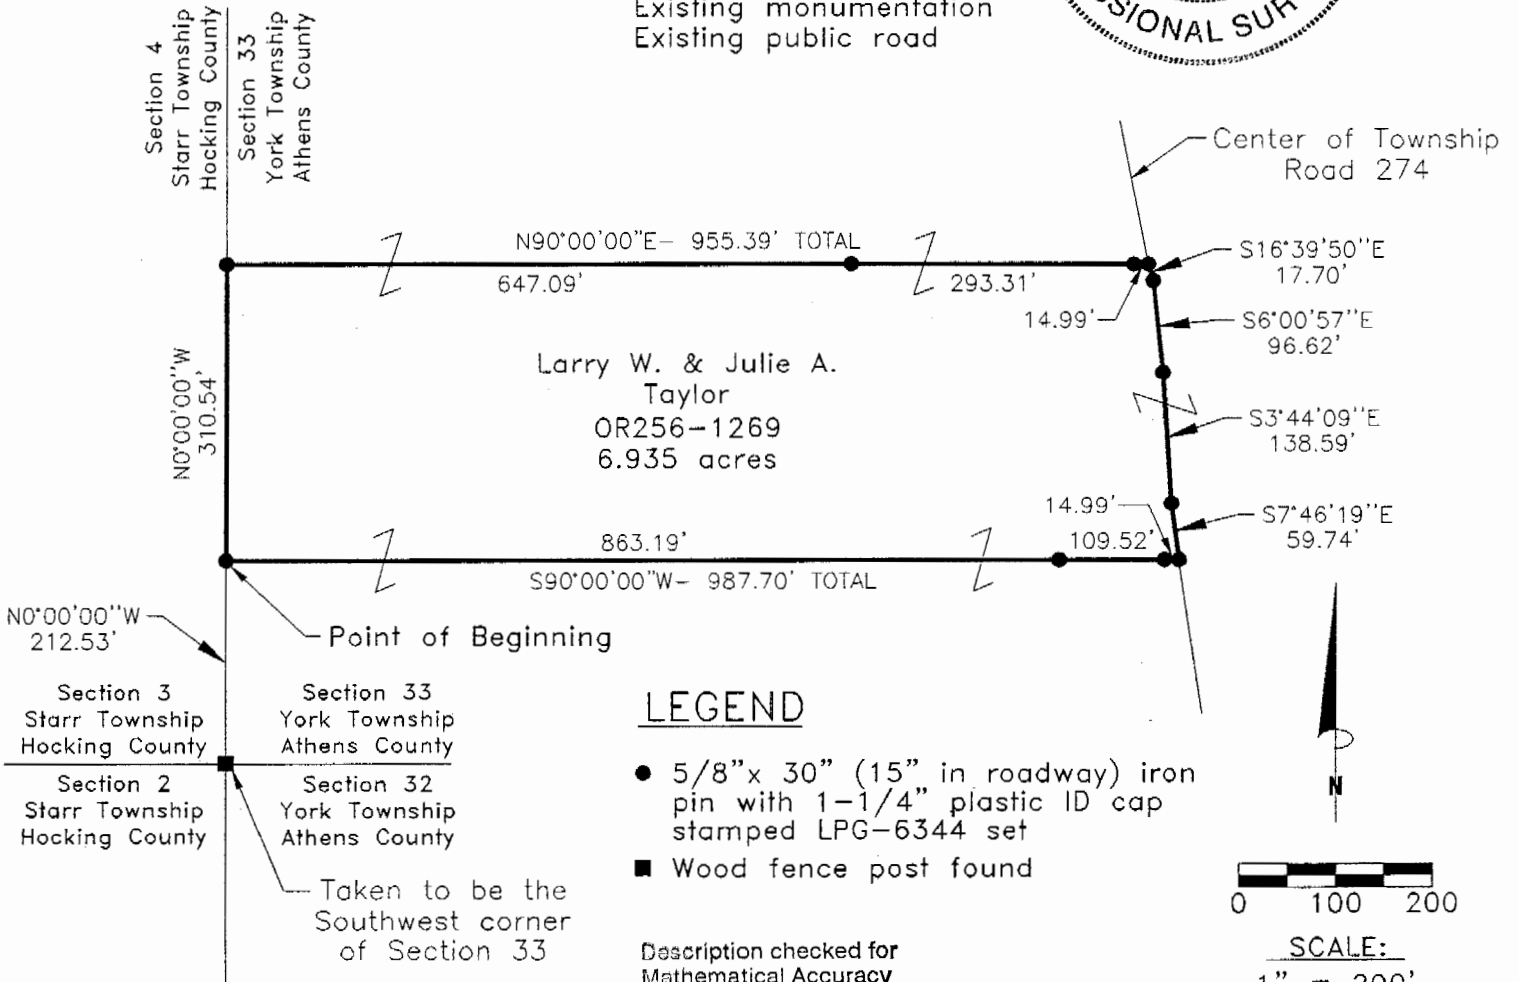 Existing monumentation
Existing public road
SIONAL SUR
Section 4
Starr Township
Hocking County
Section 33
York Township
Athens County
Center of Township
Road 274
N90°00'00"E- 955.39' TOTAL
647.09'
293.31'
14.99'
S16°39'50"E
17.70'
S6°00'57"E
96.62'
Larry W. & Julie A.
Taylor
OR256-1269
6.935 acres
N0°00'00"W
310.54'
S3°44'09"E
138.59'
14.99'
109.52'
S7°46'19"E
59.74'
863.19'
S90°00'00"W- 987.70' TOTAL
N0°00'00"W
212.53'
Point of Beginning
Section 3
Starr Township
Hocking County
Section 33
York Township
Athens County
Section 2
Starr Township
Hocking County
Section 32
York Township
Athens County
Taken to be the
Southwest corner
of Section 33
LEGEND
5/8"x 30" (15" in roadway) iron
pin with 1-1/4" plastic ID cap
stamped LPG-6344 set
Wood fence post found
Description checked for
Mathematical Accuracy
N
0 100 200
SCALE:
1" = 200'